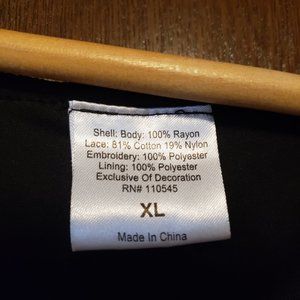 Shell: Body: 100% Rayon
Lace: 81% Cotton 19% Nylon
Embroidery: 100% Polyester
Lining: 100% Polyester
Exclusive Of Decoration
RN# 110545
XL
Made In China